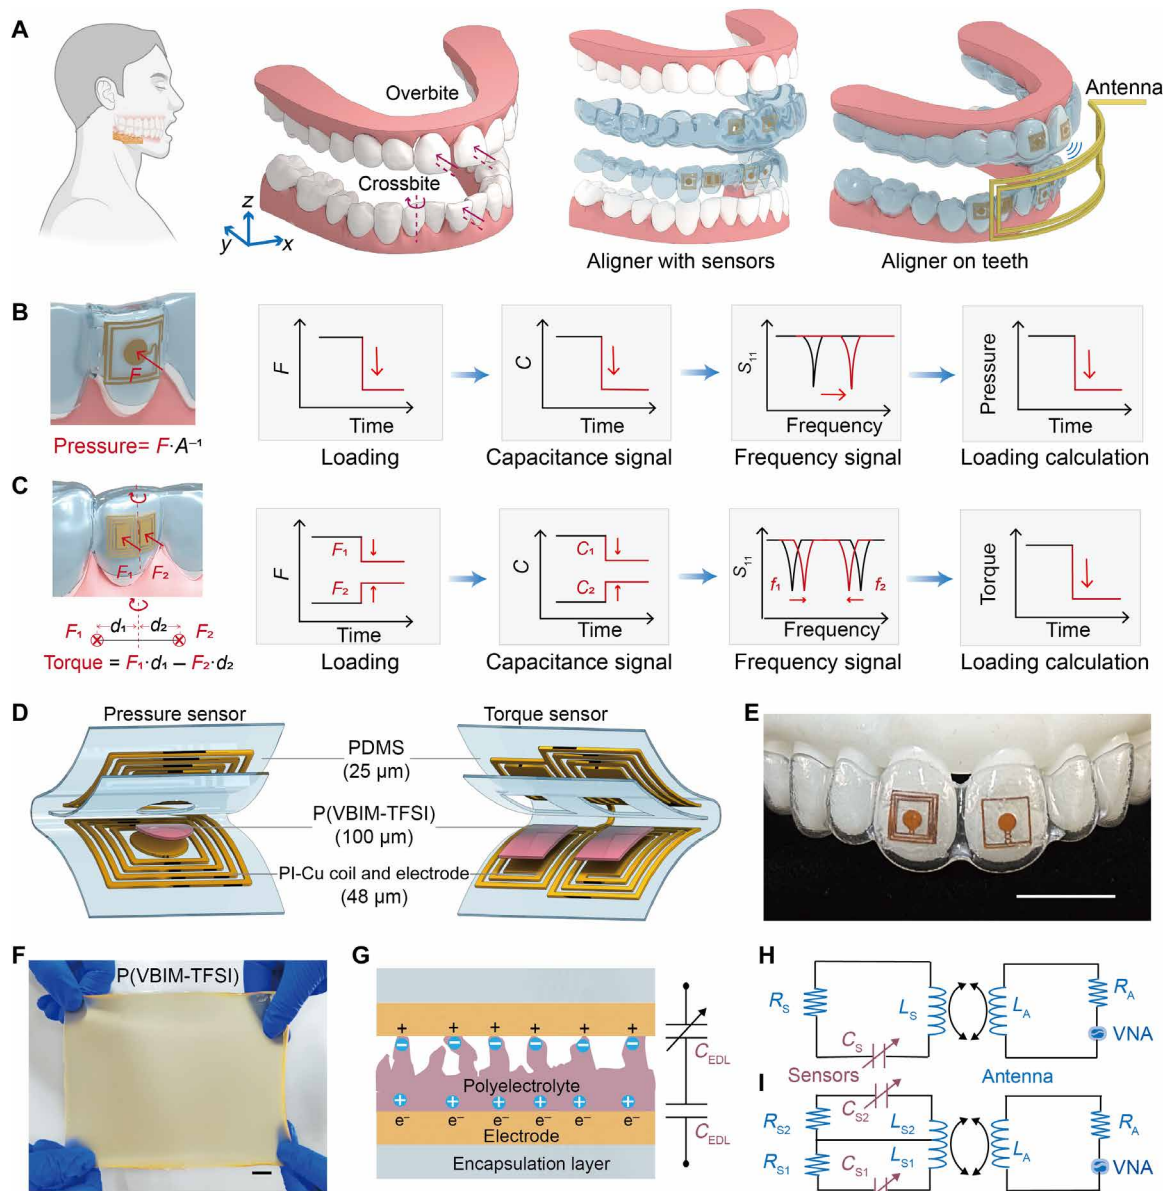 A
Overbite
Crossbite
z
y
x
Aligner with sensors
Antenna
Aligner on teeth
B
F
Pressure= F·A⁻¹
F
Time
Loading
C
Time
Capacitance signal
S₁₁
Frequency
Frequency signal
Pressure
Time
Loading calculation
C
F₁
F₂
F₁
d₁
d₂
F₂
Torque = F₁·d₁ – F₂·d₂
F
F₁
F₂
Time
Loading
C
C₁
C₂
Time
Capacitance signal
S₁₁
f₁
f₂
Frequency
Frequency signal
Torque
Time
Loading calculation
D
Pressure sensor
Torque sensor
PDMS
(25 μm)
P(VBIM-TFSI)
(100 μm)
PI-Cu coil and electrode
(48 μm)
E
F
P(VBIM-TFSI)
G
+ + + + + +
− − − − − −
Polyelectrolyte
+ + + + + +
e⁻ e⁻ e⁻ e⁻ e⁻ e⁻
Electrode
Encapsulation layer
C_EDL
C_EDL
H
R_S
L_S
C_S
L_A
R_A
VNA
Sensors
Antenna
I
C_S2
R_S2
L_S2
R_S1
L_S1
C_S1
L_A
R_A
VNA